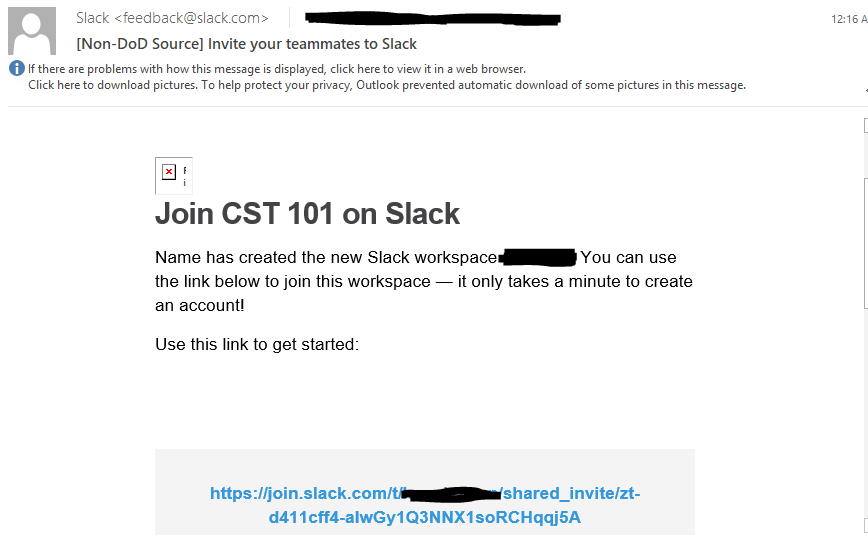 Slack <feedback@slack.com>
12:16 A
[Non-DoD Source] Invite your teammates to Slack
If there are problems with how this message is displayed, click here to view it in a web browser.
Click here to download pictures. To help protect your privacy, Outlook prevented automatic download of some pictures in this message.
Join CST 101 on Slack
Name has created the new Slack workspace You can use
the link below to join this workspace — it only takes a minute to create
an account!
Use this link to get started:
https://join.slack.com/t/ /shared_invite/zt-
d411cff4-alwGy1Q3NNX1soRCHqqj5A